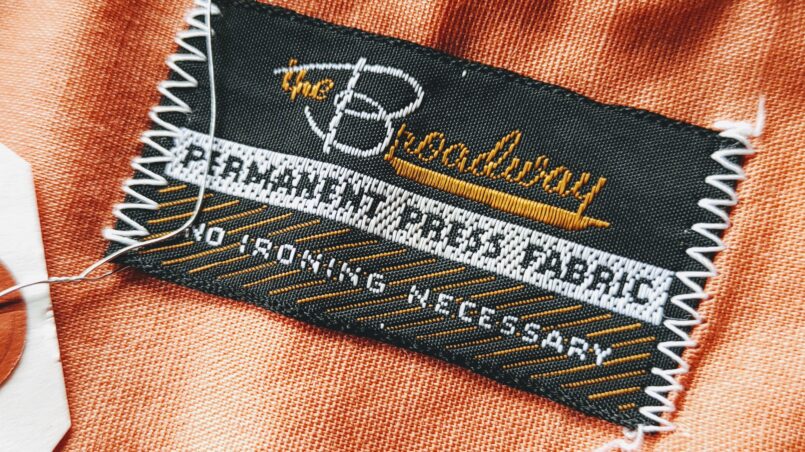 the Broadway
PERMANENT PRESS FABRIC
NO IRONING NECESSARY